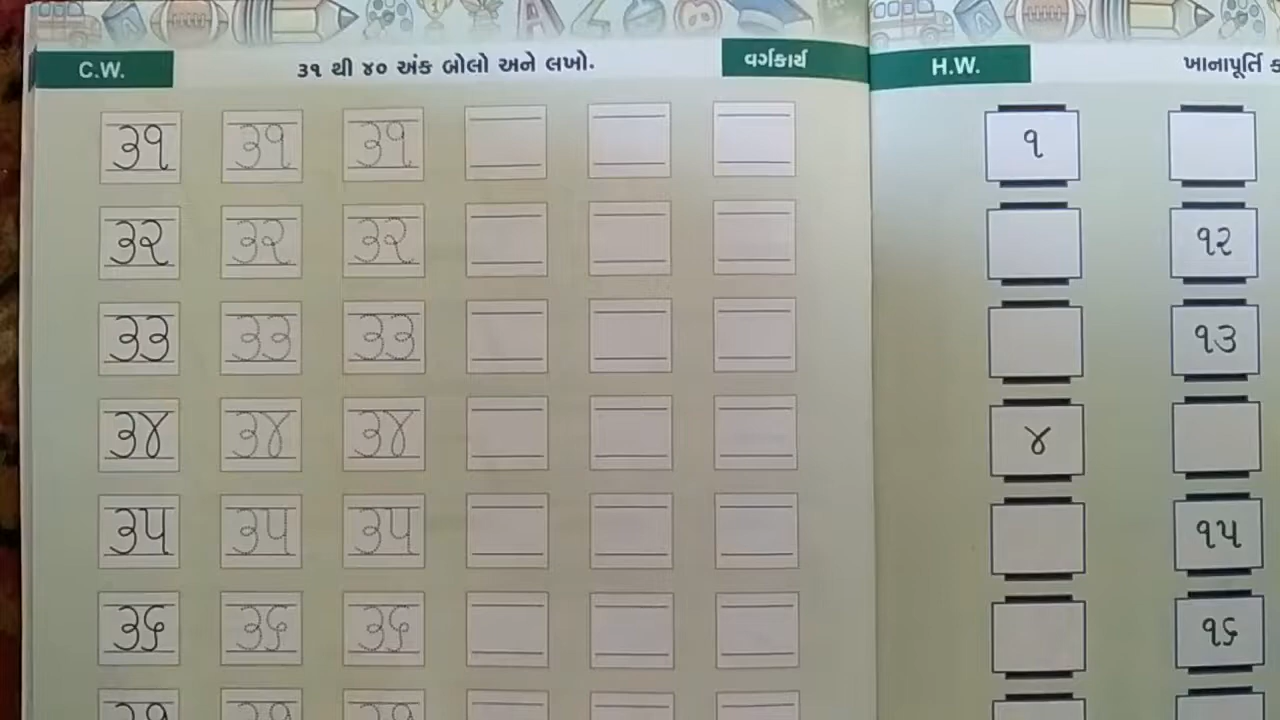 C.W. ૩૧ થી ૪૦ અંક બોલો અને લખો. વર્ગકાર્ય
૩૧ ૩૧ ૩૧
૩૨ ૩૨ ૩૨
૩૩ ૩૩ ૩૩
૩૪ ૩૪ ૩૪
૩૫ ૩૫ ૩૫
૩૬ ૩૬ ૩૬
H.W. ખાનાપૂર્તિ
૧
૧૨
૧૩
૪
૧૫
૧૬